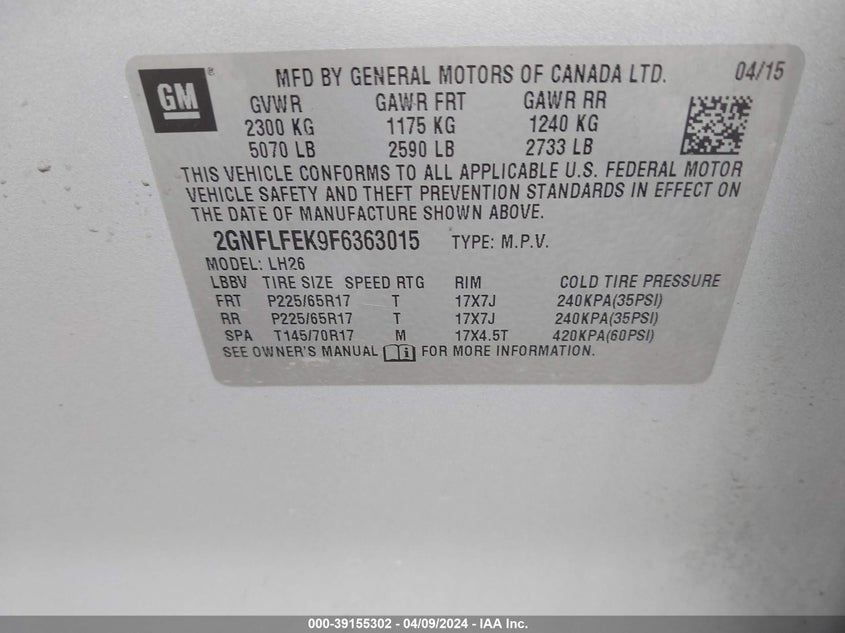 GM®
MFD BY GENERAL MOTORS OF CANADA LTD. 04/15
GVWR GAWR FRT GAWR RR
2300 KG 1175 KG 1240 KG
5070 LB 2590 LB 2733 LB
THIS VEHICLE CONFORMS TO ALL APPLICABLE U.S. FEDERAL MOTOR
VEHICLE SAFETY AND THEFT PREVENTION STANDARDS IN EFFECT ON
THE DATE OF MANUFACTURE SHOWN ABOVE.
2GNFLFEK9F6363015 TYPE: M.P.V.
MODEL: LH26
LBBV TIRE SIZE SPEED RTG RIM COLD TIRE PRESSURE
FRT P225/65R17 T 17X7J 240KPA(35PSI)
RR P225/65R17 T 17X7J 240KPA(35PSI)
SPA T145/70R17 M 17X4.5T 420KPA(60PSI)
SEE OWNER'S MANUAL FOR MORE INFORMATION.
000-39155302 - 04/09/2024 - IAA Inc.